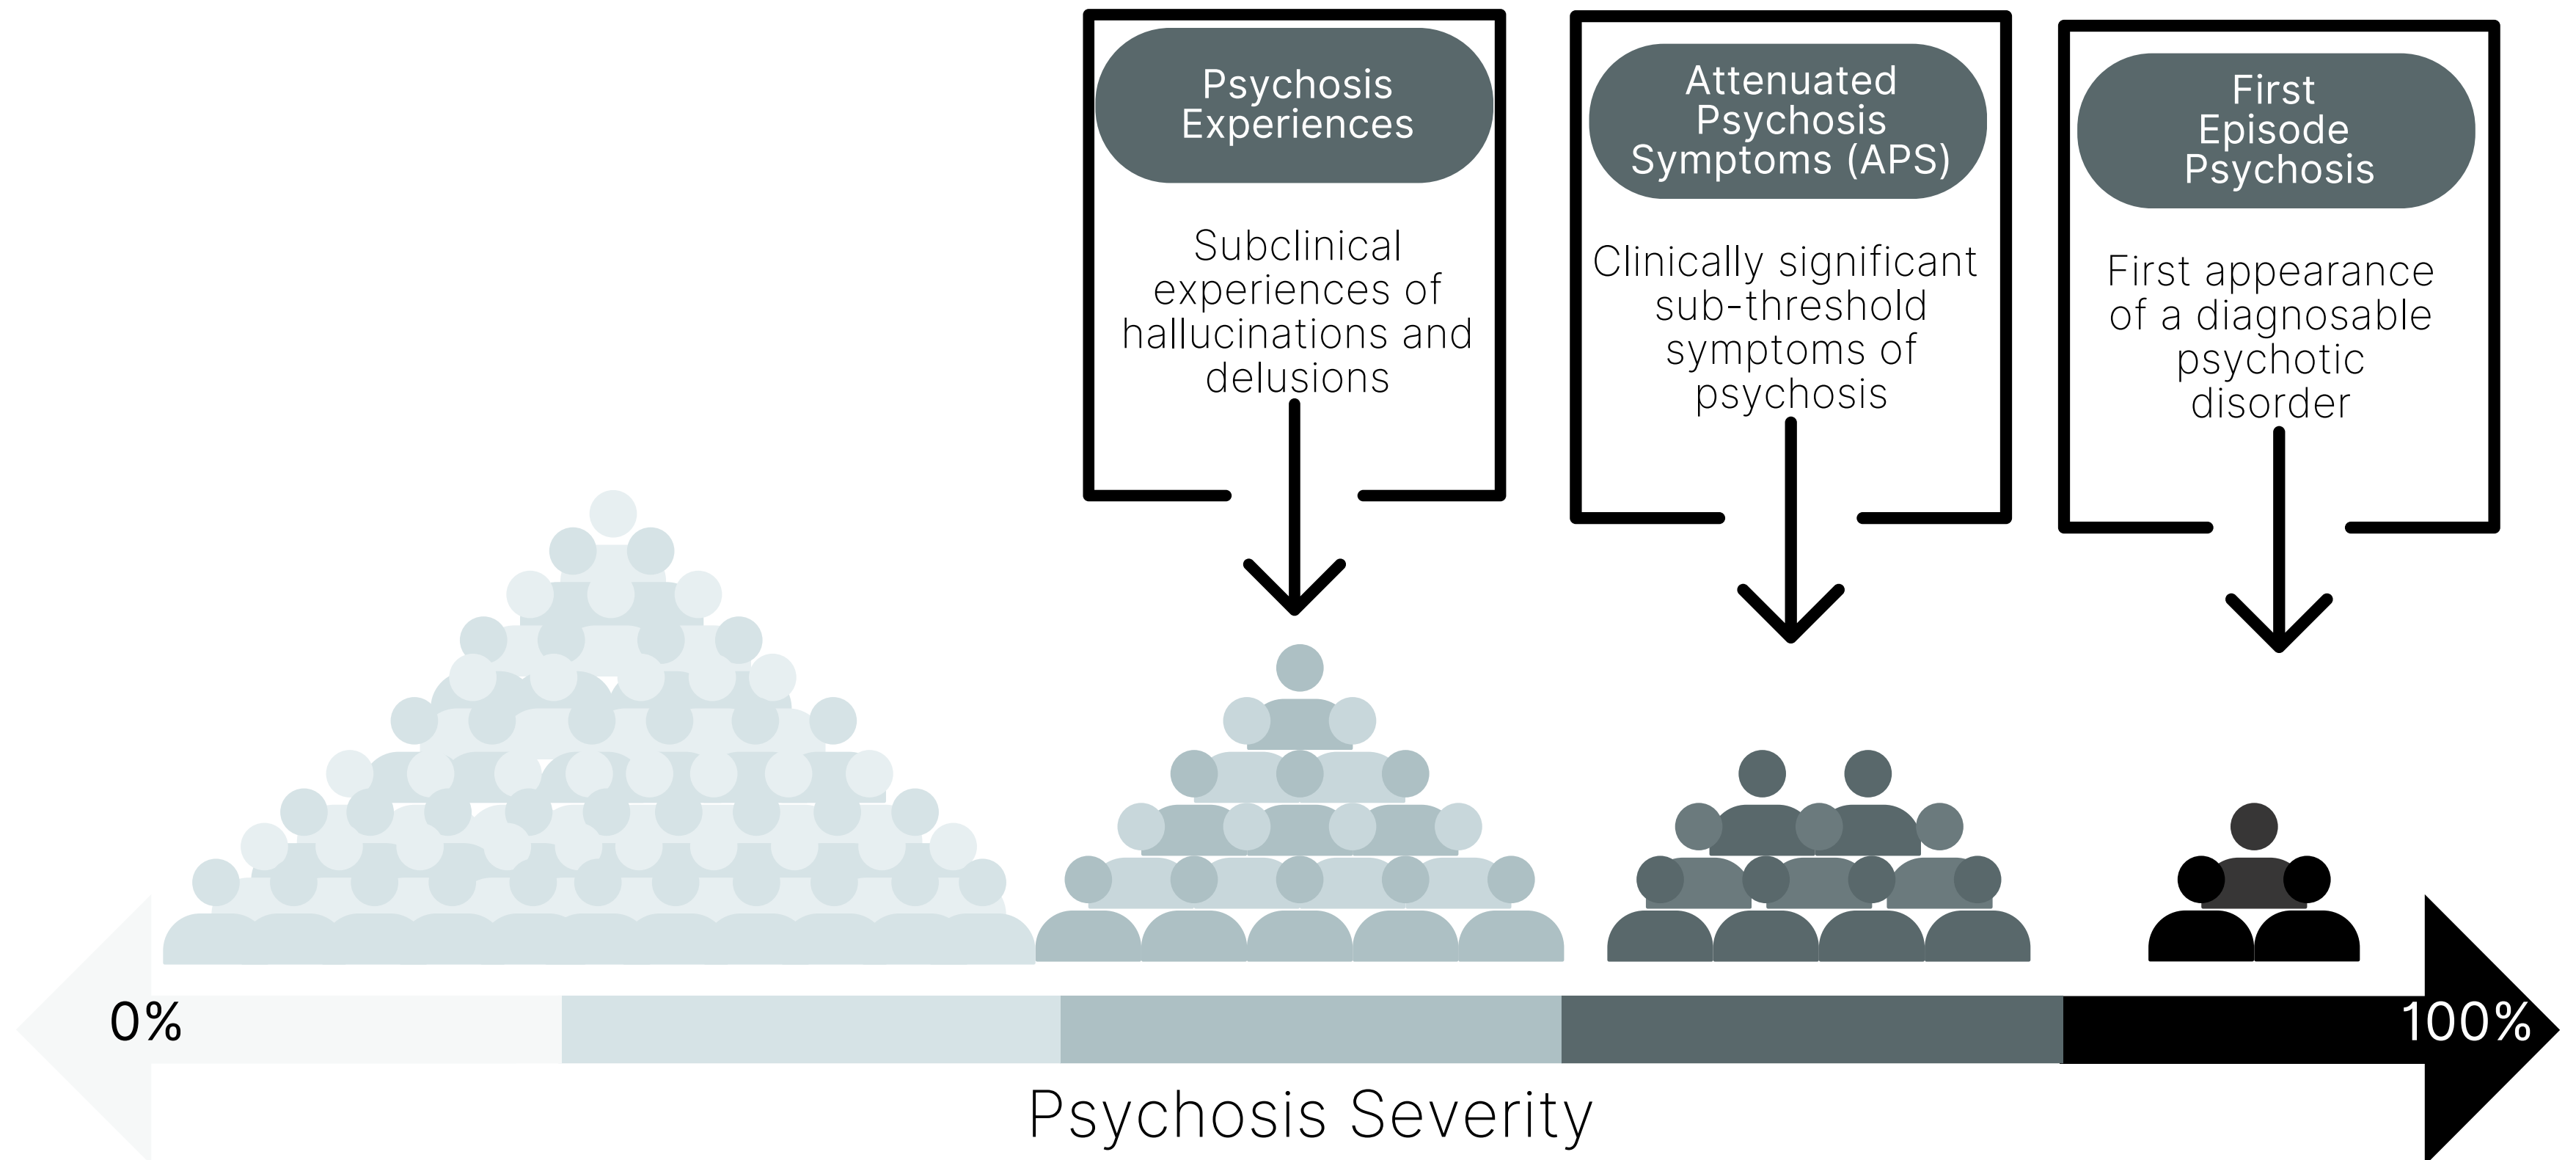 Psychosis
Experiences
Subclinical
experiences of
hallucinations and
delusions
Attenuated
Psychosis
Symptoms (APS)
Clinically significant
sub-threshold
symptoms of
psychosis
First
Episode
Psychosis
First appearance
of a diagnosable
psychotic
disorder
0%
100%
Psychosis Severity